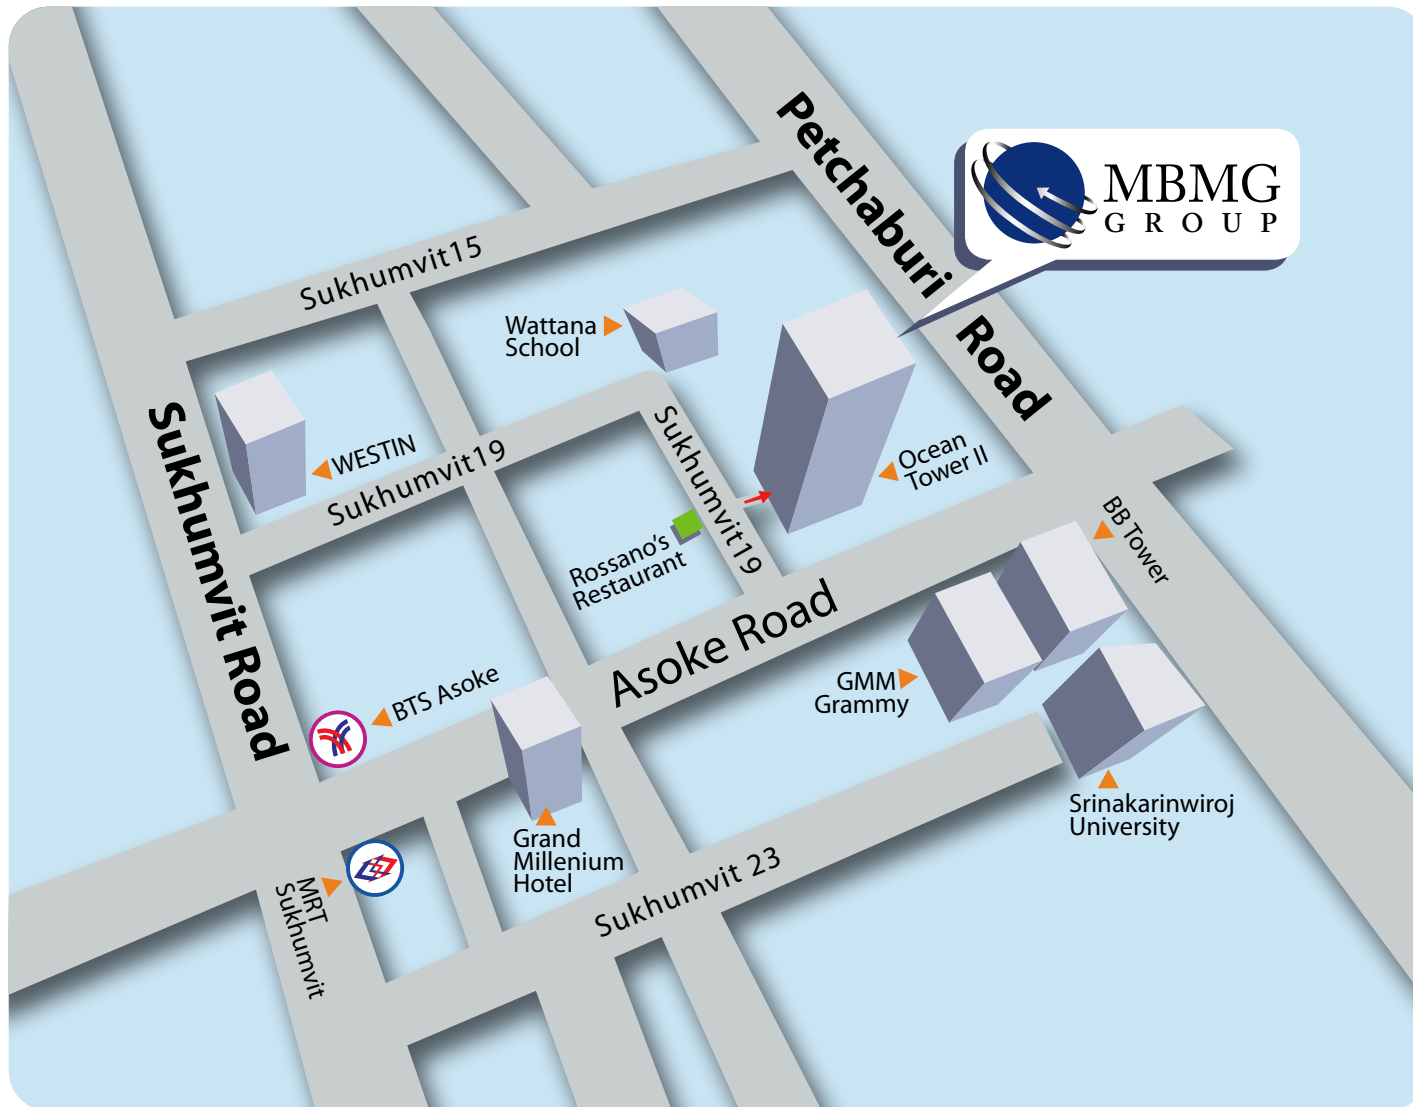 Petchaburi Road
MBMG
GROUP
Sukhumvit15
Wattana
School
Sukhumvit Road
WESTIN
Sukhumvit19
Sukhumvit19
Ocean
Tower II
Rossano's
Restaurant
BB Tower
Asoke Road
BTS Asoke
GMM
Grammy
Srinakarinwiroj
University
Grand
Millenium
Hotel
MRT
Sukhumvit
Sukhumvit 23